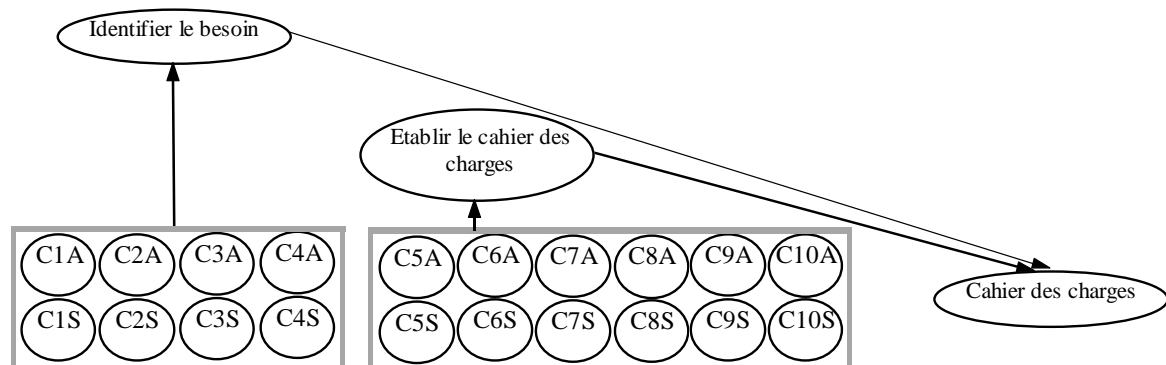 Identifier le besoin
Etablir le cahier des
charges
C1A C2A C3A C4A
C1S C2S C3S C4S
C5A C6A C7A C8A C9A C10A
C5S C6S C7S C8S C9S C10S
Cahier des charges